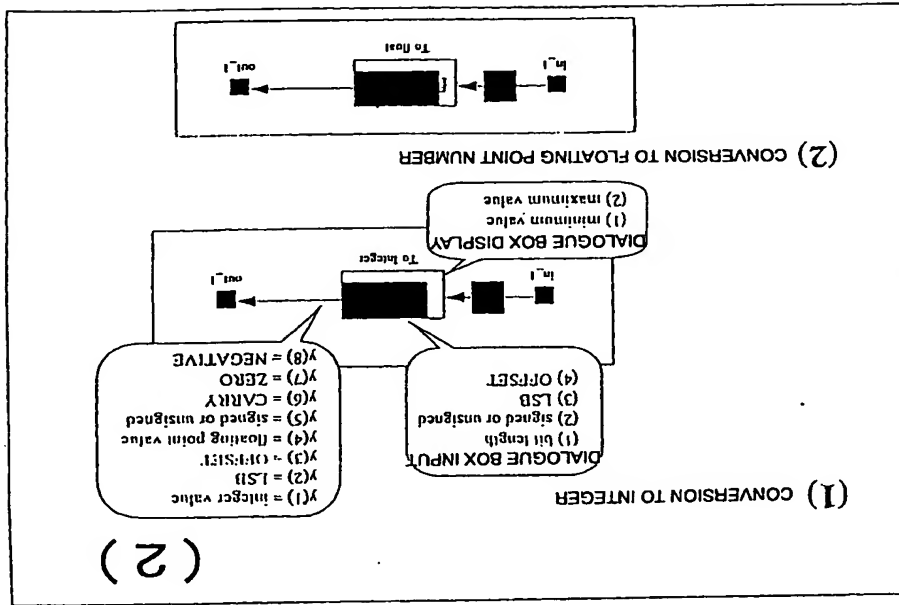 (2)
(1) CONVERSION TO INTEGER
DIALOGUE BOX INPUT
(1) bit length
(2) signed or unsigned
(3) LSB
(4) OFFSET
y(1) = integer value
y(2) = LSB
y(3) = OFFSET
y(4) = floating point value
y(5) = signed or unsigned
y(6) = CARRY
y(7) = ZERO
y(8) = NEGATIVE
in_1
To Integer
out_1
DIALOGUE BOX DISPLAY
(1) minimum value
(2) maximum value
(2) CONVERSION TO FLOATING POINT NUMBER
in_1
To float
out_1